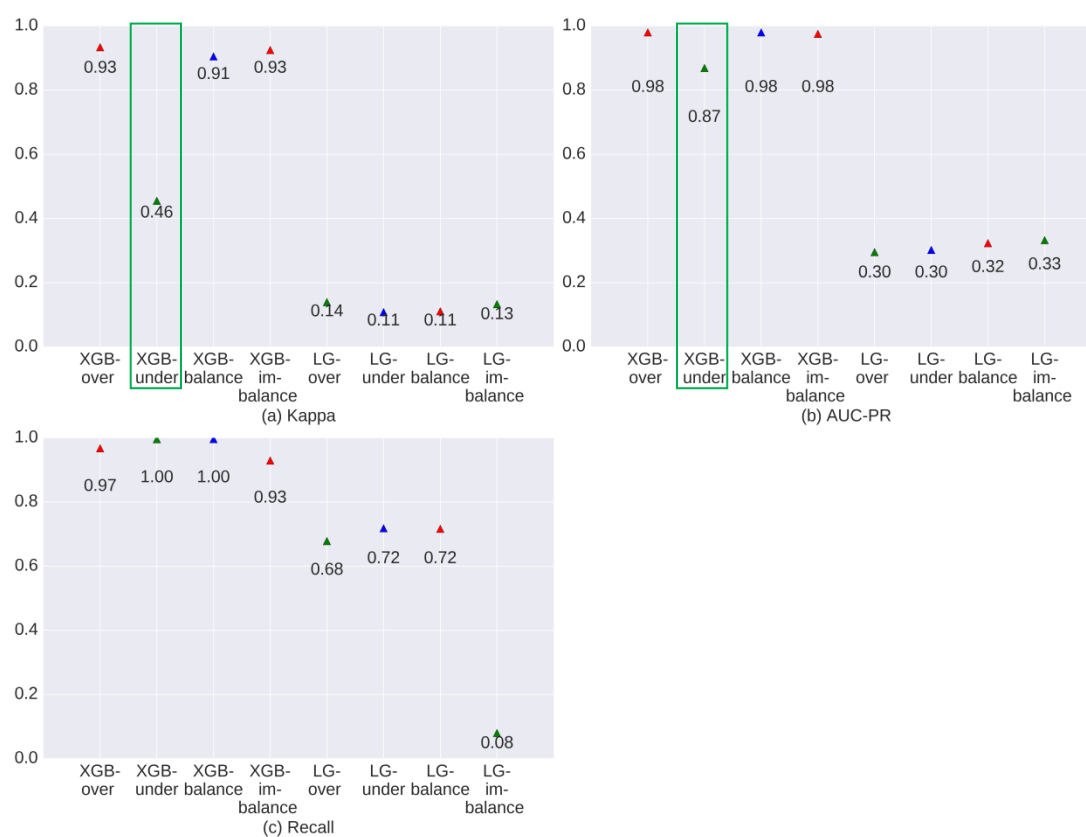 1.0
0.8
0.6
0.4
0.2
0.0
0.93
0.46
0.91
0.93
0.14
0.11
0.11
0.13
XGB-
over
XGB-
under
XGB-
balance
XGB-
im-
balance
LG-
over
LG-
under
LG-
balance
LG-
im-
balance
(a) Kappa
1.0
0.8
0.6
0.4
0.2
0.0
0.98
0.87
0.98
0.98
0.30
0.30
0.32
0.33
XGB-
over
XGB-
under
XGB-
balance
XGB-
im-
balance
LG-
over
LG-
under
LG-
balance
LG-
im-
balance
(b) AUC-PR
1.0
0.8
0.6
0.4
0.2
0.0
0.97
1.00
1.00
0.93
0.68
0.72
0.72
0.08
XGB-
over
XGB-
under
XGB-
balance
XGB-
im-
balance
LG-
over
LG-
under
LG-
balance
LG-
im-
balance
(c) Recall